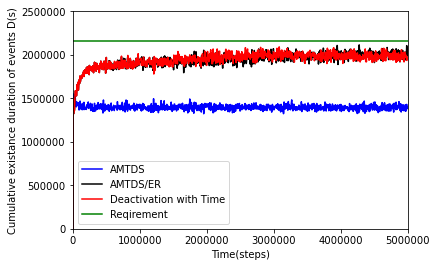 Cumulative existance duration of events D(s)
2500000
2000000
1500000
1000000
500000
0
AMTDS
AMTDS/ER
Deactivation with Time
Reqirement
0 1000000 2000000 3000000 4000000 5000000
Time(steps)